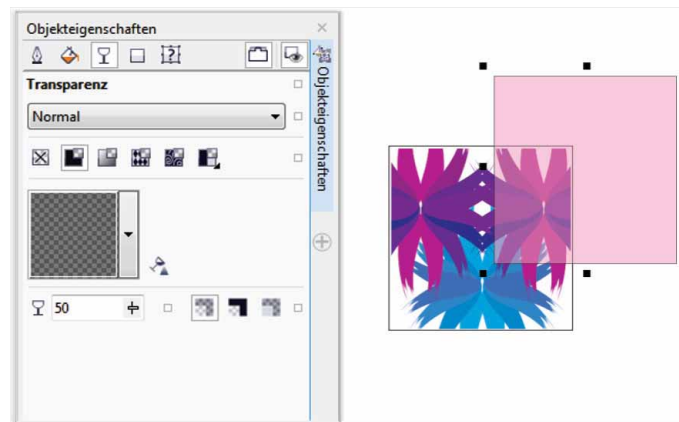 Objekteigenschaften
Objekteigenschaften
Transparenz
Normal
50